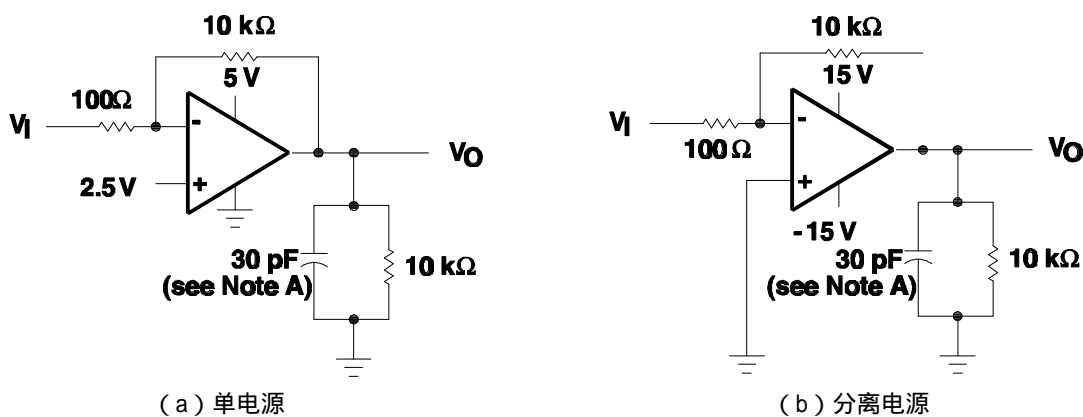 10 kΩ
5 V
100Ω
VI
-
+
2.5 V
VO
30 pF
(see Note A)
10 kΩ
(a)单电源
10 kΩ
15 V
VI
100 Ω
-
+
-15 V
VO
30 pF
(see Note A)
10 kΩ
(b)分离电源